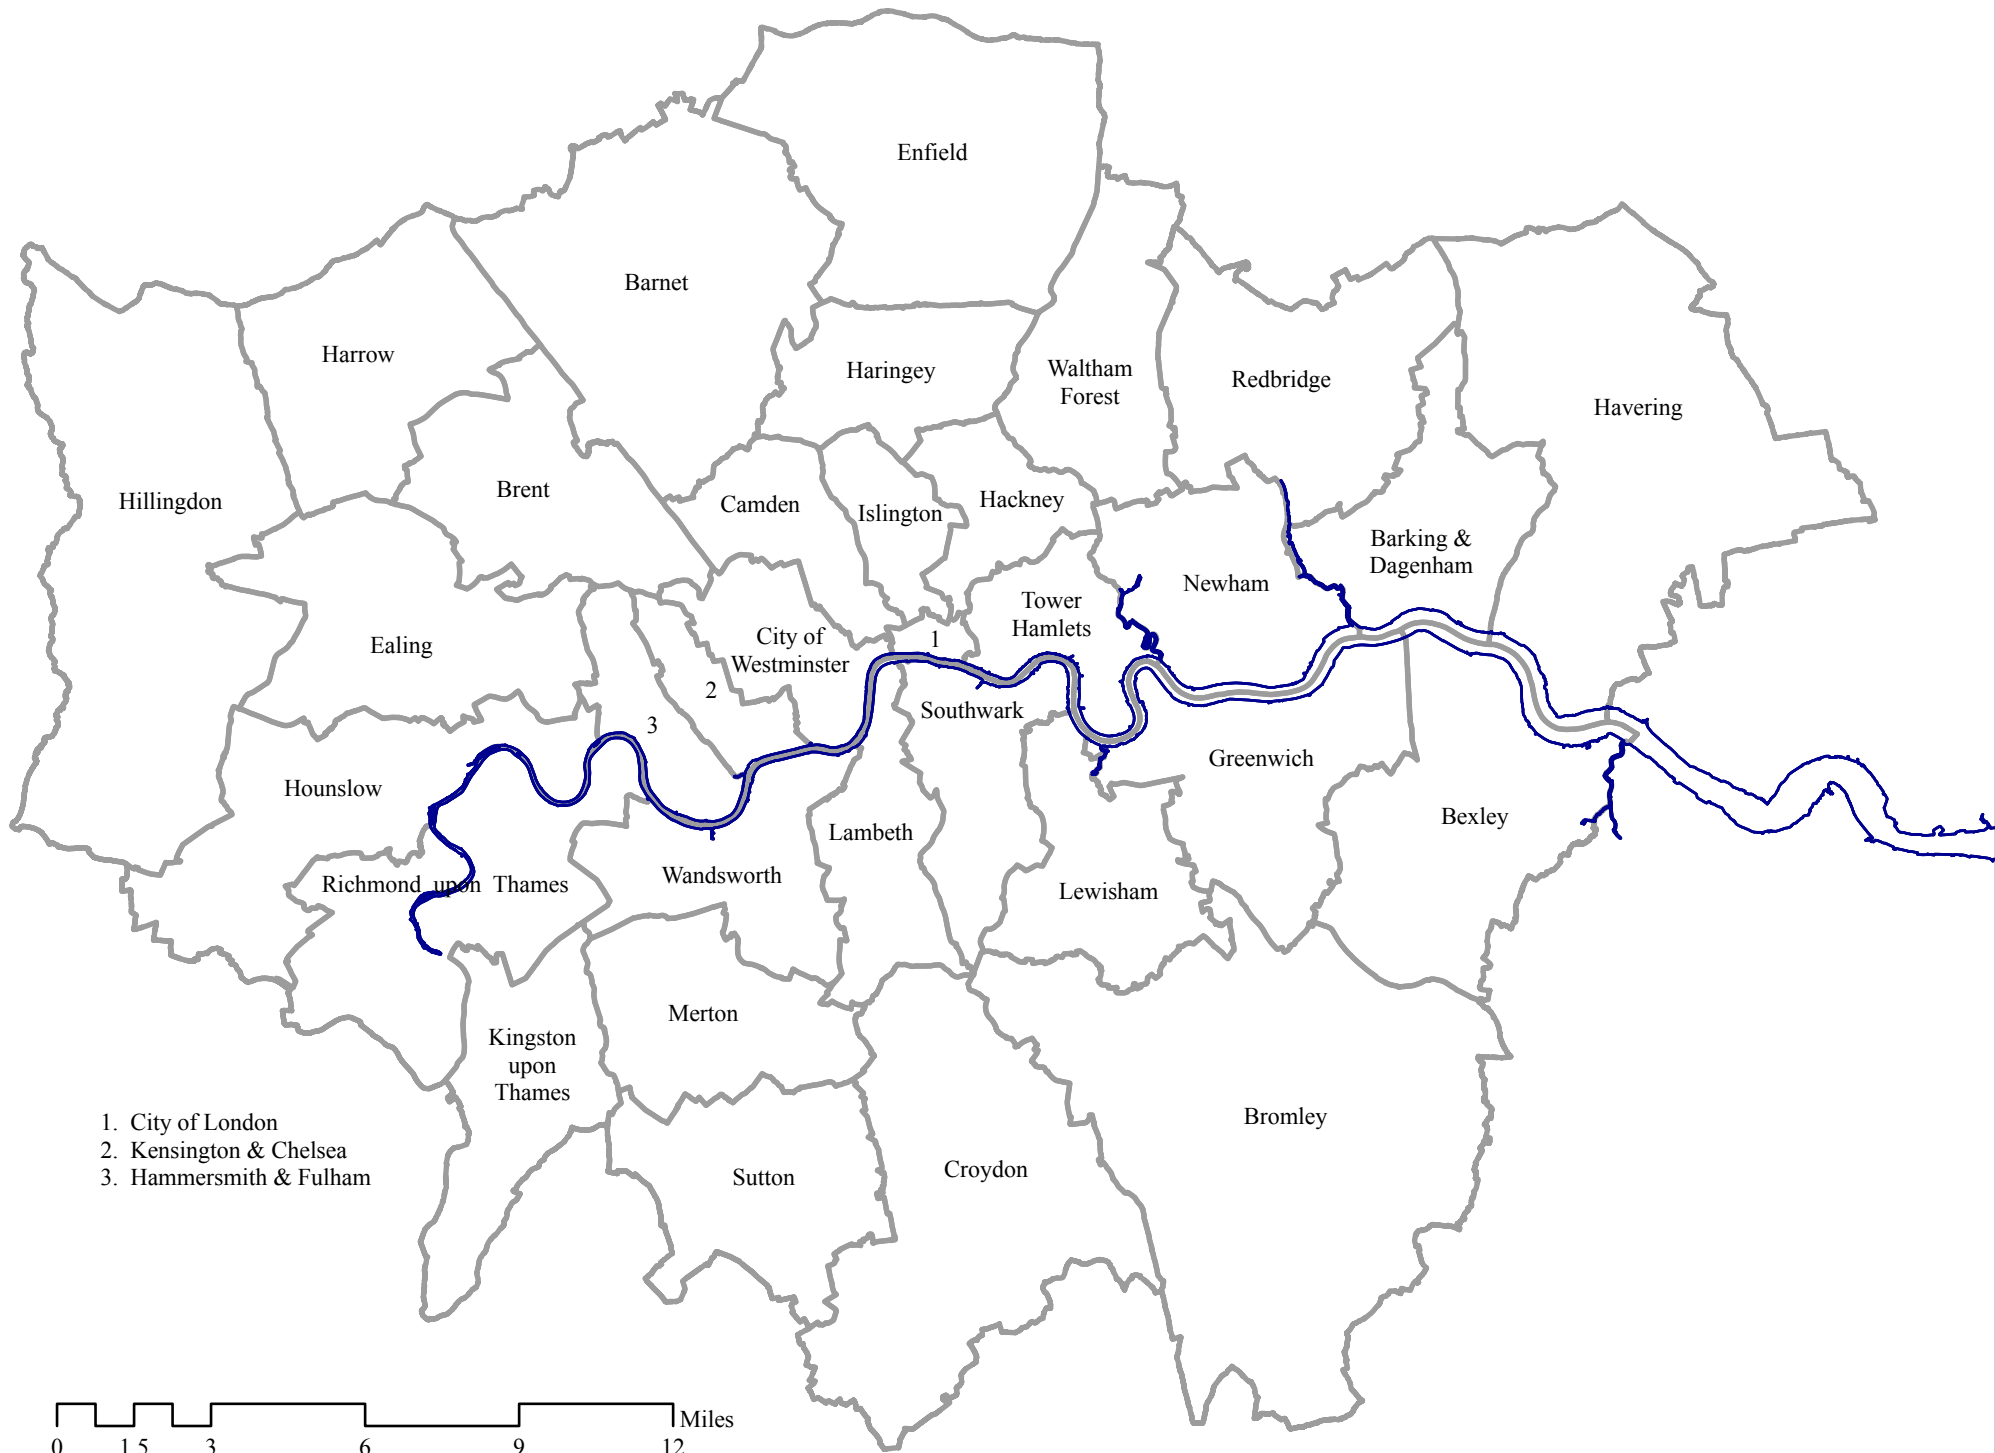 Enfield
Barnet
Harrow
Haringey
Waltham
Forest
Redbridge
Havering
Hillingdon
Brent
Camden
Islington
Hackney
Barking &
Dagenham
Newham
Tower
Hamlets
Ealing
City of
Westminster
1
2
3
Southwark
Greenwich
Hounslow
Bexley
Lambeth
Wandsworth
Richmond upon Thames
Lewisham
Merton
Kingston
upon
Thames
Bromley
Sutton
Croydon
1. City of London
2. Kensington & Chelsea
3. Hammersmith & Fulham
Miles
0 1.5 3 6 9 12